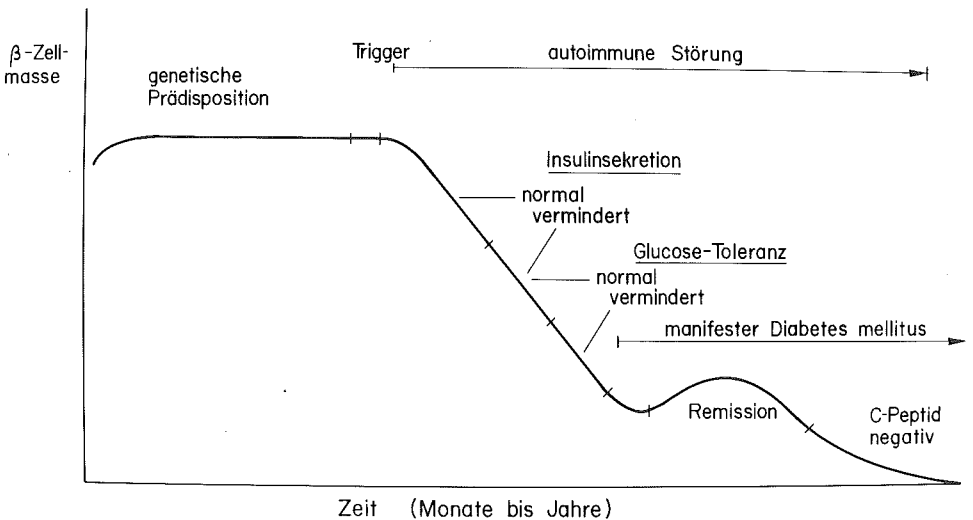 β-Zell-
masse
genetische
Prädisposition
Trigger
autoimmune Störung
Insulinsekretion
normal
vermindert
Glucose-Toleranz
normal
vermindert
manifester Diabetes mellitus
Remission
C-Peptid
negativ
Zeit (Monate bis Jahre)